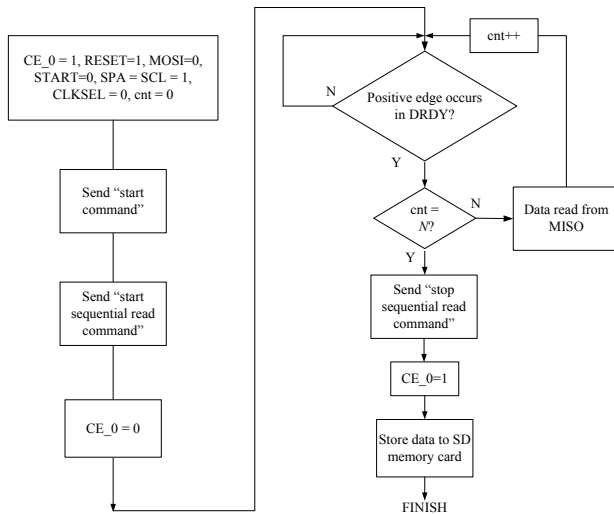 CE_0 = 1, RESET=1, MOSI=0,
START=0, SPA = SCL = 1,
CLKSEL = 0, cnt = 0
Send “start
command”
Send “start
sequential read
command”
CE_0 = 0
cnt++
N
Positive edge occurs
in DRDY?
Y
cnt =
N?
N
Data read from
MISO
Y
Send “stop
sequential read
command”
CE_0=1
Store data to SD
memory card
FINISH